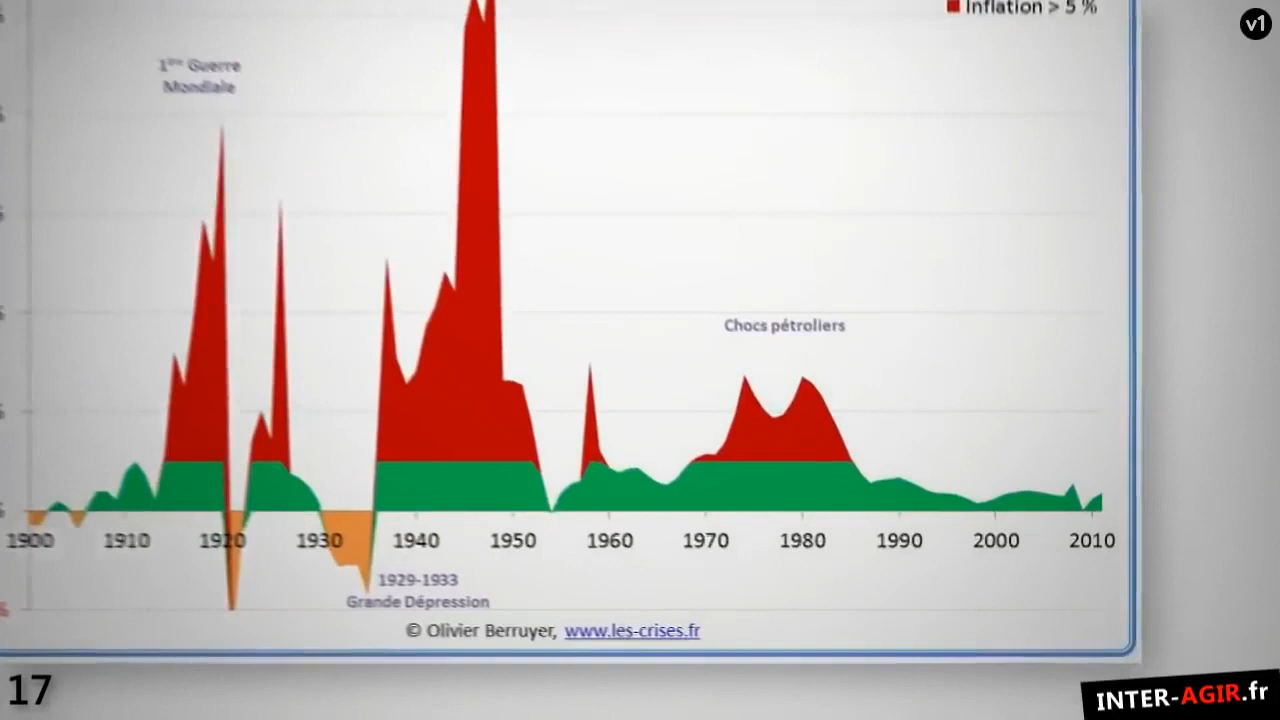 Inflation > 5 %
v1
1ère Guerre
Mondiale
Chocs pétroliers
1900 1910 1920 1930 1940 1950 1960 1970 1980 1990 2000 2010
1929-1933
Grande Dépression
© Olivier Berruyer, www.les-crises.fr
17
INTER-AGIR.fr